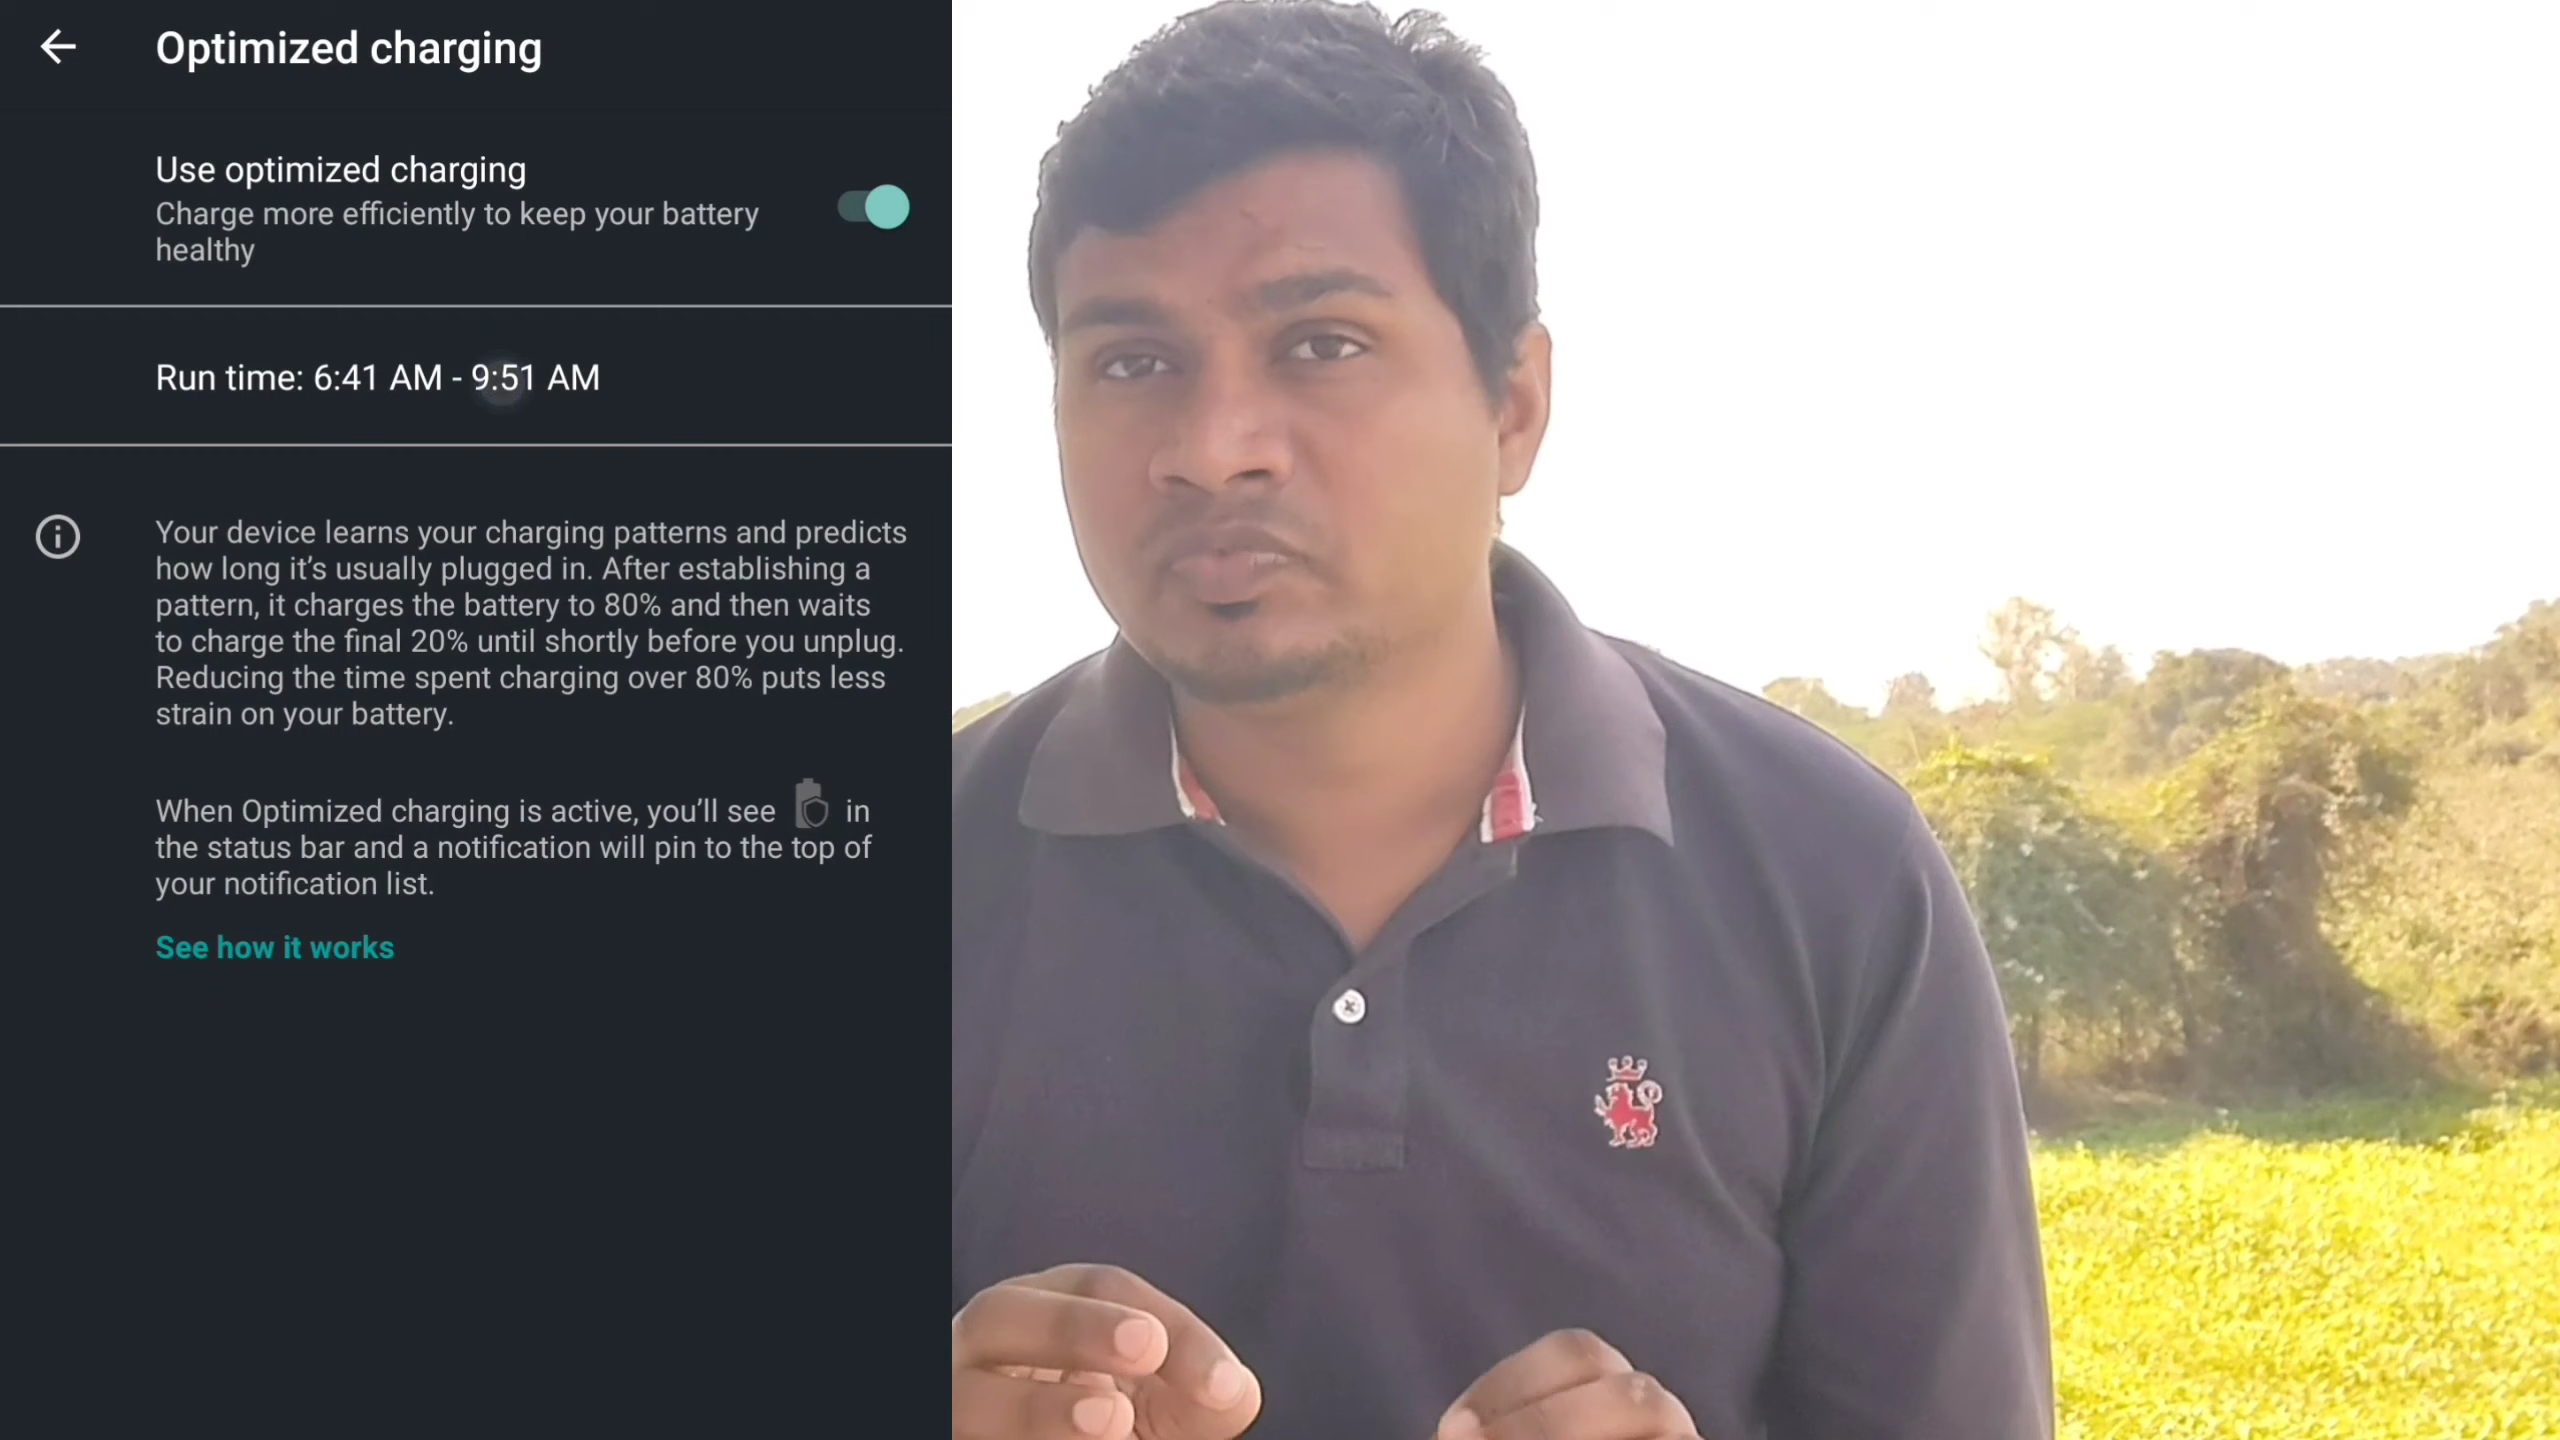 Optimized charging
Use optimized charging
Charge more efficiently to keep your battery
healthy
Run time: 6:41 AM - 9:51 AM
Your device learns your charging patterns and predicts
how long it’s usually plugged in. After establishing a
pattern, it charges the battery to 80% and then waits
to charge the final 20% until shortly before you unplug.
Reducing the time spent charging over 80% puts less
strain on your battery.
When Optimized charging is active, you’ll see in
the status bar and a notification will pin to the top of
your notification list.
See how it works